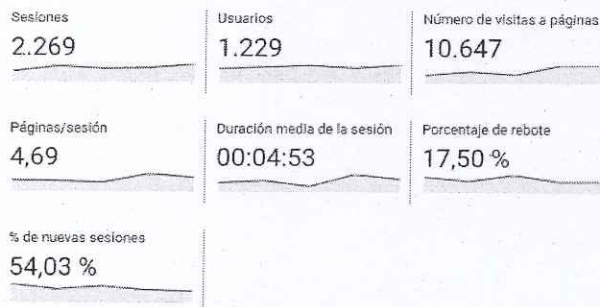 Sesiones
2.269
Usuarios
1.229
Número de visitas a páginas
10.647
Páginas/sesión
4,69
Duración media de la sesión
00:04:53
Porcentaje de rebote
17,50 %
% de nuevas sesiones
54,03 %